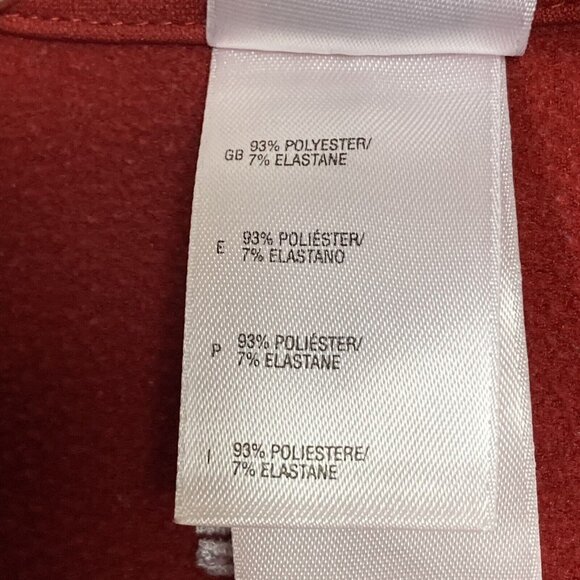 GB 93% POLYESTER/
7% ELASTANE
E 93% POLIÉSTER/
7% ELASTANO
P 93% POLIÉSTER/
7% ELASTANE
I 93% POLIESTERE/
7% ELASTANE